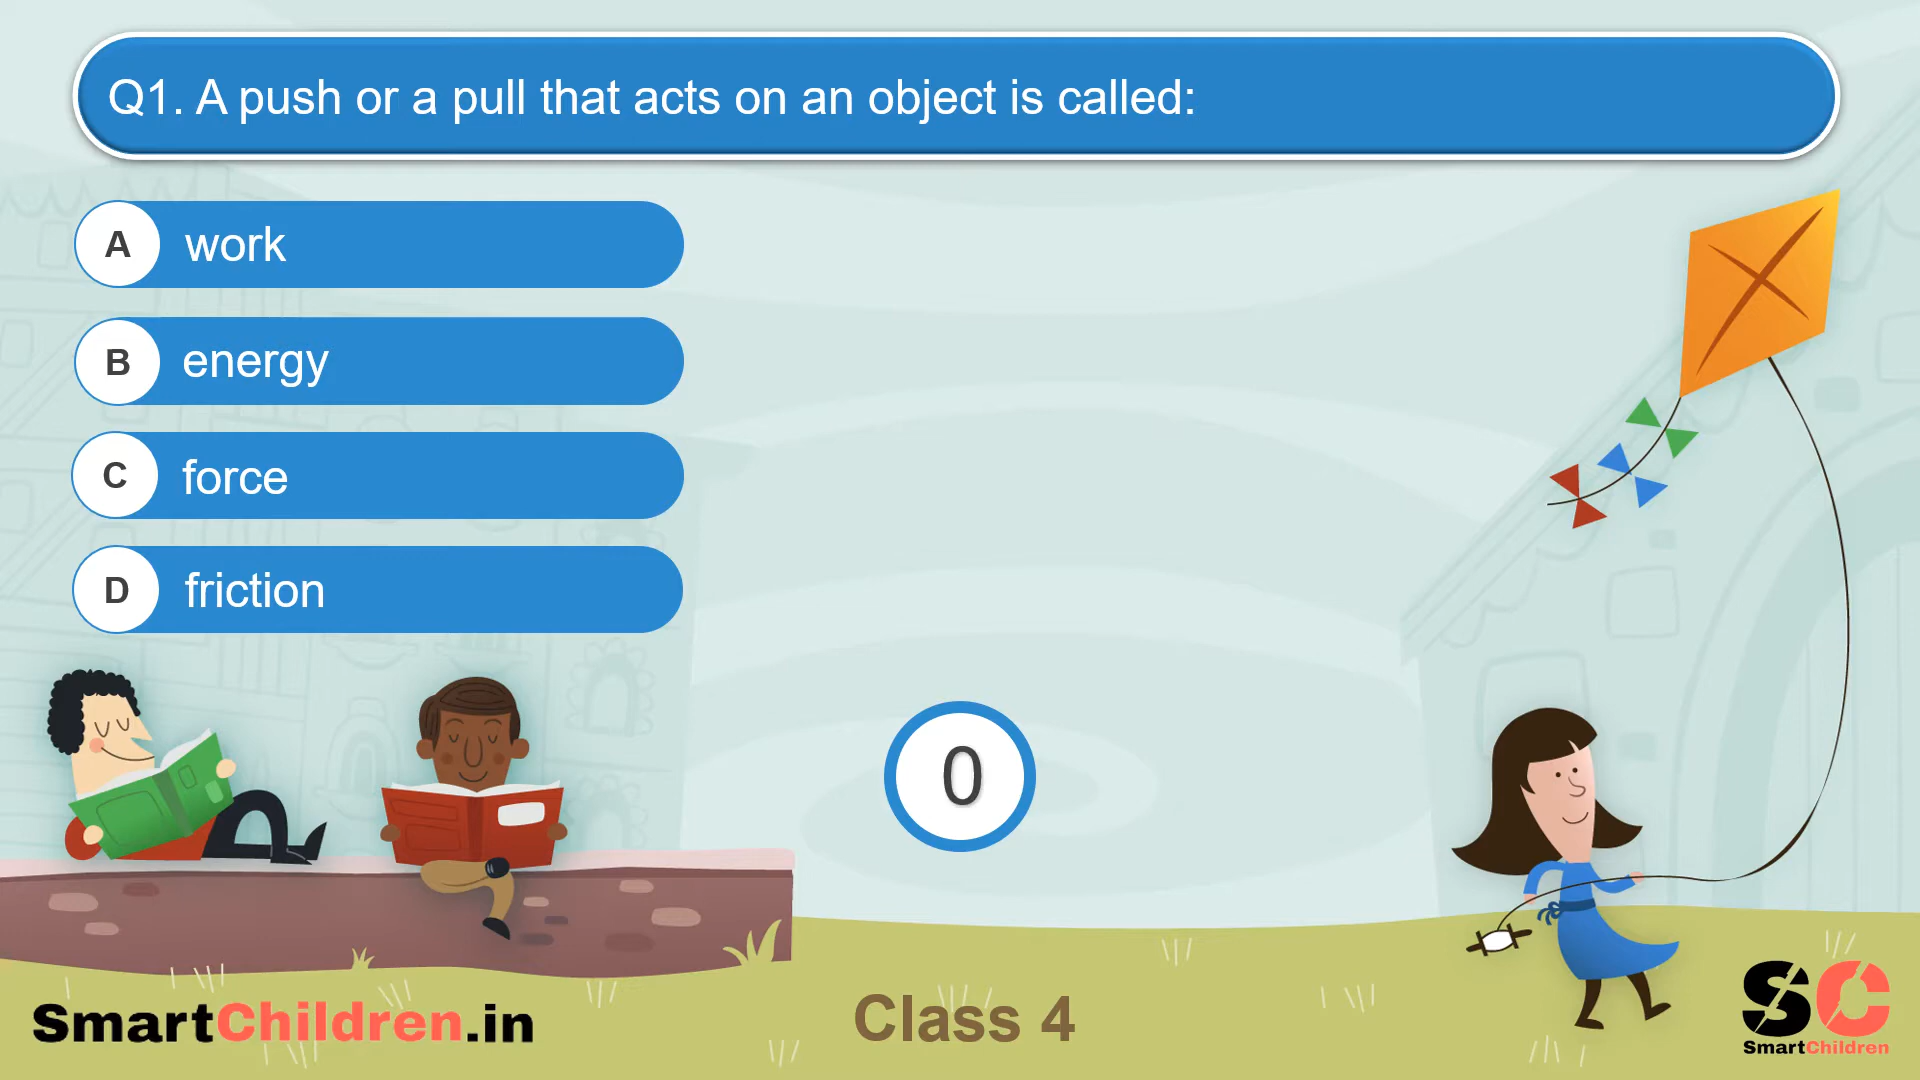 Q1. A push or a pull that acts on an object is called:
A work
B energy
C force
D friction
0
SmartChildren.in
Class 4
SC
SmartChildren